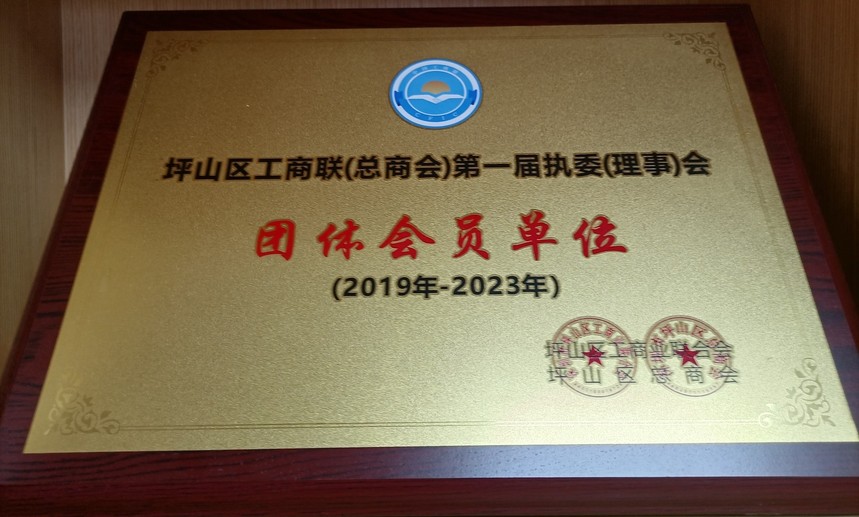 坪山区工商联(总商会)第一届执委(理事)会
团体会员单位
(2019年-2023年)
坪山区工商业联合会
坪山区总商会